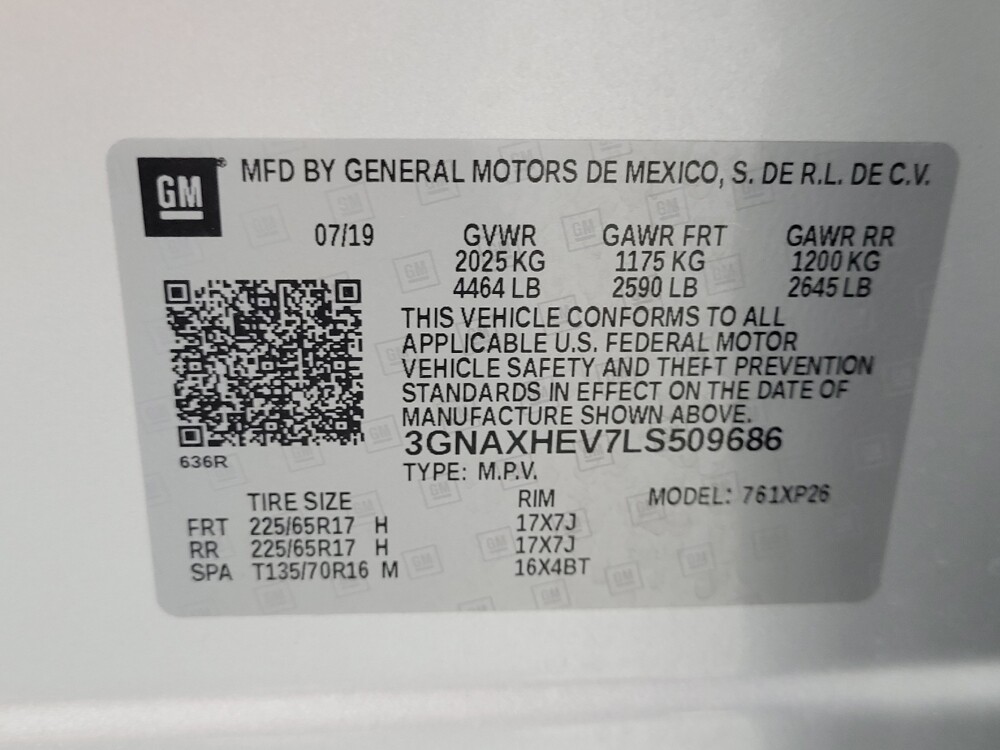 GM® MFD BY GENERAL MOTORS DE MEXICO, S. DE R.L. DE C.V.
07/19 GVWR GAWR FRT GAWR RR
2025 KG 1175 KG 1200 KG
4464 LB 2590 LB 2645 LB
THIS VEHICLE CONFORMS TO ALL
APPLICABLE U.S. FEDERAL MOTOR
VEHICLE SAFETY AND THEFT PREVENTION
STANDARDS IN EFFECT ON THE DATE OF
MANUFACTURE SHOWN ABOVE.
3GNAXHEV7LS509686
636R
TYPE: M.P.V.
TIRE SIZE RIM MODEL: 761XP26
FRT 225/65R17 H 17X7J
RR 225/65R17 H 17X7J
SPA T135/70R16 M 16X4BT